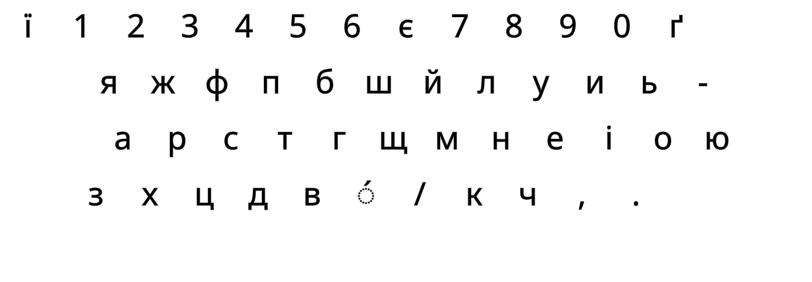 ї 1 2 3 4 5 6 є 7 8 9 0 ґ
я ж ф п б ш й л у и ь -
а р с т г щ м н е і о ю
з х ц д в ◌́ / к ч , .